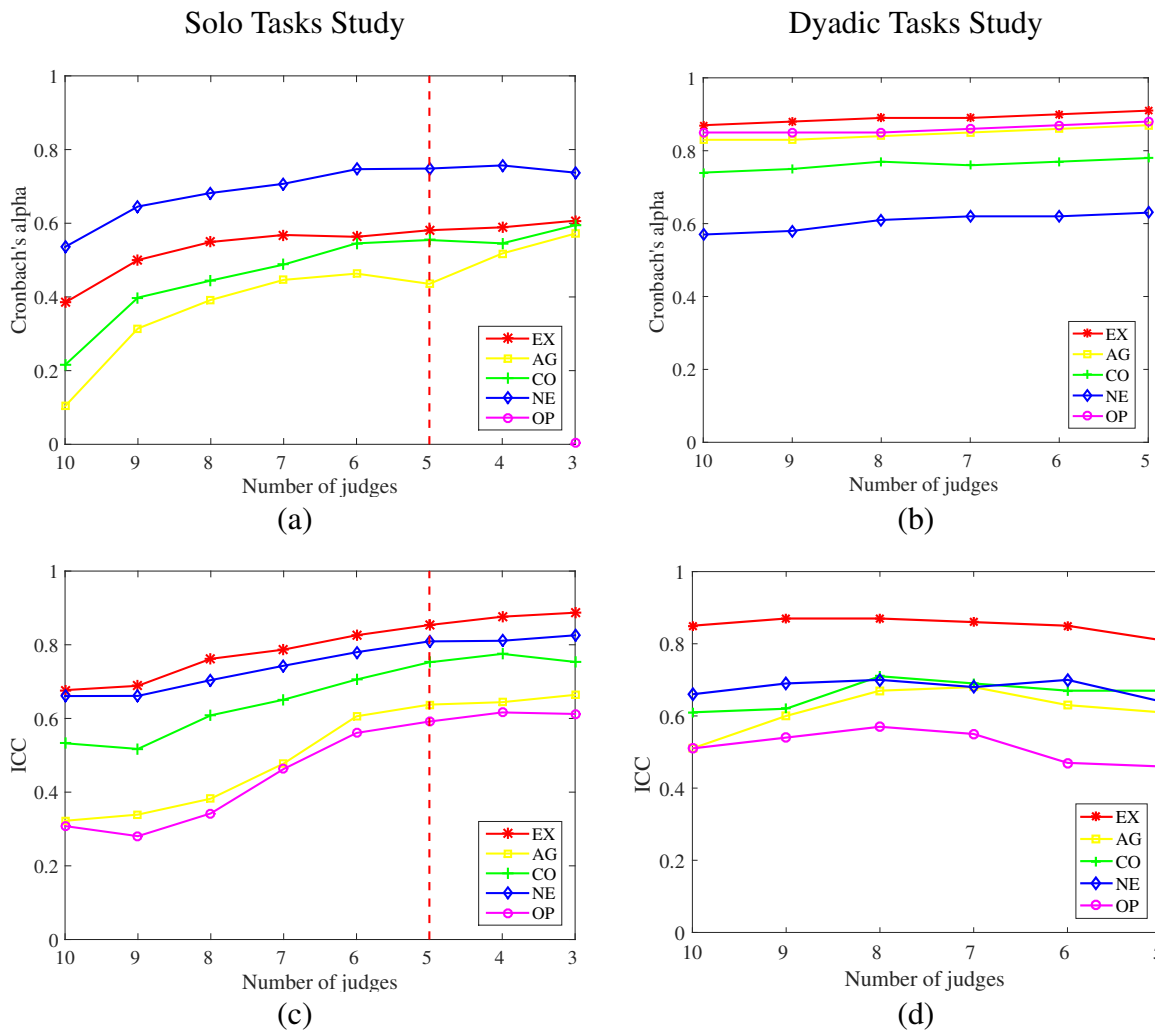 Solo Tasks Study
Dyadic Tasks Study
1
0.8
0.6
0.4
0.2
0
Cronbach's alpha
10 9 8 7 6 5 4 3
Number of judges
EX
AG
CO
NE
OP
(a)
1
0.8
0.6
0.4
0.2
0
Cronbach's alpha
10 9 8 7 6 5
Number of judges
EX
AG
CO
NE
OP
(b)
1
0.8
0.6
0.4
0.2
0
ICC
10 9 8 7 6 5 4 3
Number of judges
EX
AG
CO
NE
OP
(c)
1
0.8
0.6
0.4
0.2
0
ICC
10 9 8 7 6
Number of judges
EX
AG
CO
NE
OP
(d)